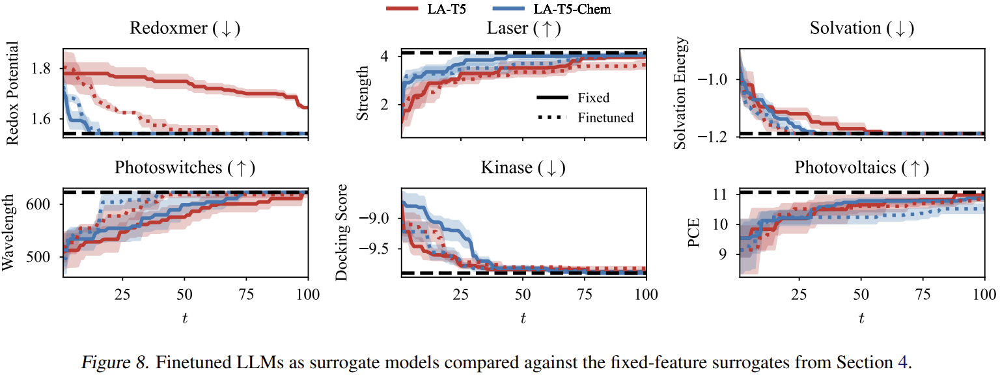 LA-T5 LA-T5-Chem
Redoxmer (↓) Laser (↑) Solvation (↓)
Redox Potential
1.8
1.6
Strength
4
2
Fixed
Finetuned
Solvation Energy
−1.0
−1.2
Photoswitches (↑) Kinase (↓) Photovoltaics (↑)
Wavelength
600
500
25 50 75 100
t
Docking Score
−9.0
−9.5
25 50 75 100
t
PCE
11
10
9
25 50 75 100
t
Figure 8. Finetuned LLMs as surrogate models compared against the fixed-feature surrogates from Section 4.